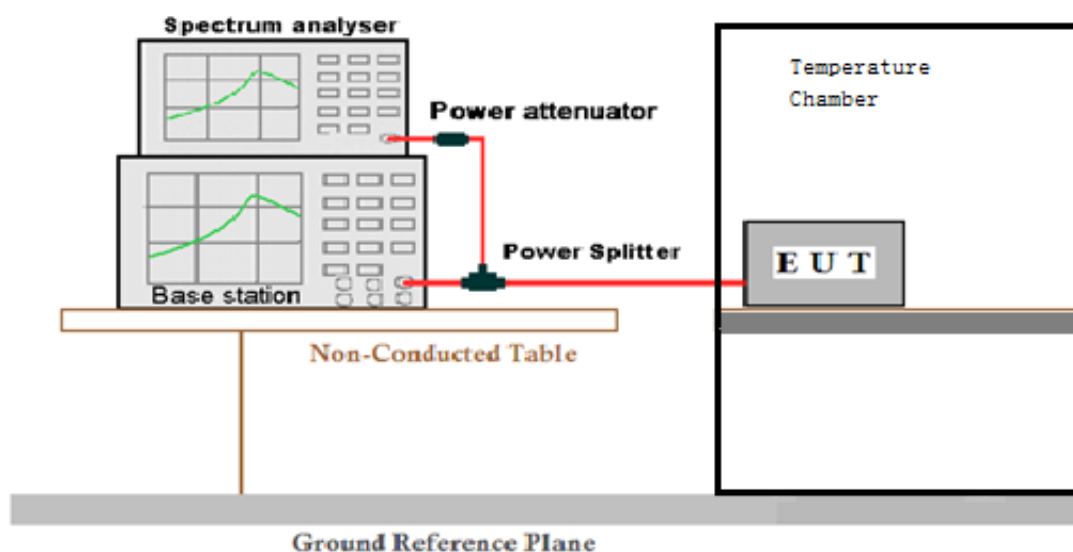 Spectrum analyser
Temperature
Chamber
Power attenuator
Power Splitter
E U T
Base station
Non-Conducted Table
Ground Reference Plane